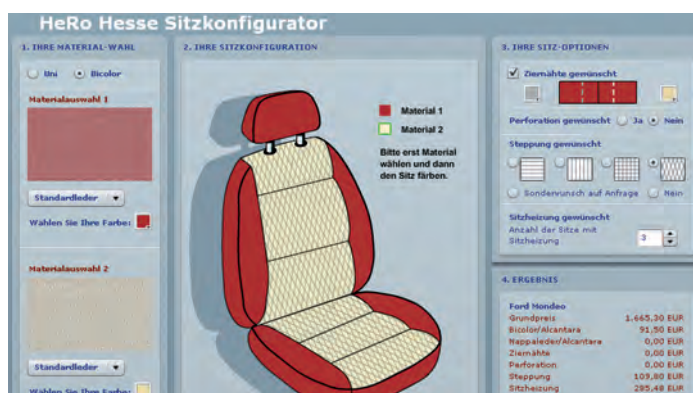 HeRo Hesse Sitzkonfigurator
1. IHRE MATERIAL-WAHL
Uni
Bicolor
Materialauswahl 1
Standardleder
Wählen Sie Ihre Farbe:
Materialauswahl 2
Standardleder
Wählen Sie Ihre Farbe:
2. IHRE SITZKONFIGURATION
Material 1
Material 2
Bitte erst Material
wählen und dann
den Sitz färben.
3. IHRE SITZ-OPTIONEN
Ziernähte gewünscht
Perforation gewünscht Ja Nein
Steppung gewünscht
Sonderwunsch auf Anfrage Nein
Sitzheizung gewünscht
Anzahl der Sitze mit
Sitzheizung 3
4. ERGEBNIS
Ford Mondeo
Grundpreis 1.665,30 EUR
Bicolor/Alcantara 91,50 EUR
Nappaleder/Alcantara 0,00 EUR
Ziernähte 0,00 EUR
Perforation 0,00 EUR
Steppung 109,80 EUR
Sitzheizung 285,48 EUR